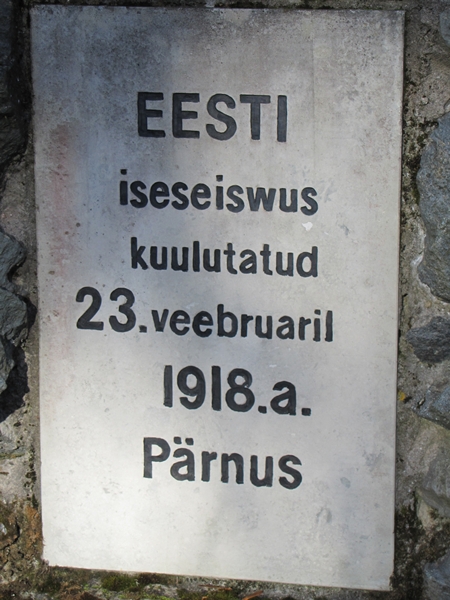 EESTI
iseseiswus
kuulutatud
23.veebruaril
1918.a.
Pärnus